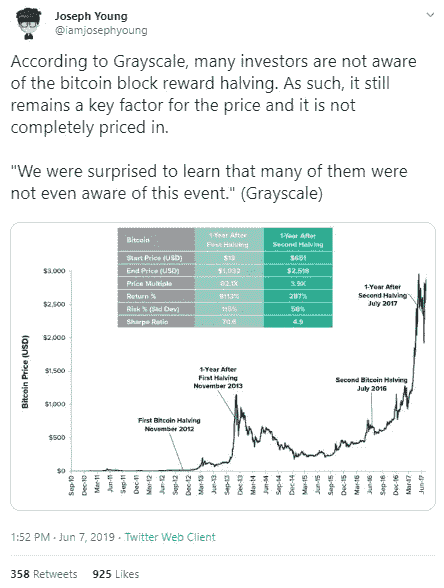 Joseph Young
@iamjosephyoung
According to Grayscale, many investors are not aware
of the bitcoin block reward halving. As such, it still
remains a key factor for the price and it is not
completely priced in.
"We were surprised to learn that many of them were
not even aware of this event." (Grayscale)
Bitcoin
1-Year After
First Halving
1-Year After
Second Halving
Start Price (USD) $651
End Price (USD) $2,518
Price Multiple 3.9X
Return % 287%
Risk % (Std Dev) 58%
Sharpe Ratio 4.9
Bitcoin Price (USD)
$3,000
$2,500
$2,000
$1,500
$1,000
$500
$0
1-Year After
Second Halving
July 2017
1-Year After
First Halving
November 2013
Second Bitcoin Halving
July 2016
First Bitcoin Halving
November 2012
Sep-10
Dec-10
Mar-11
Jun-11
Sep-11
Dec-11
Mar-12
Jun-12
Sep-12
Dec-12
Mar-13
Jun-13
Sep-13
Dec-13
Mar-14
Jun-14
Sep-14
Dec-14
Mar-15
Jun-15
Sep-15
Dec-15
Mar-16
Jun-16
Sep-16
Dec-16
Mar-17
Jun-17
1:52 PM · Jun 7, 2019 · Twitter Web Client
358 Retweets 925 Likes